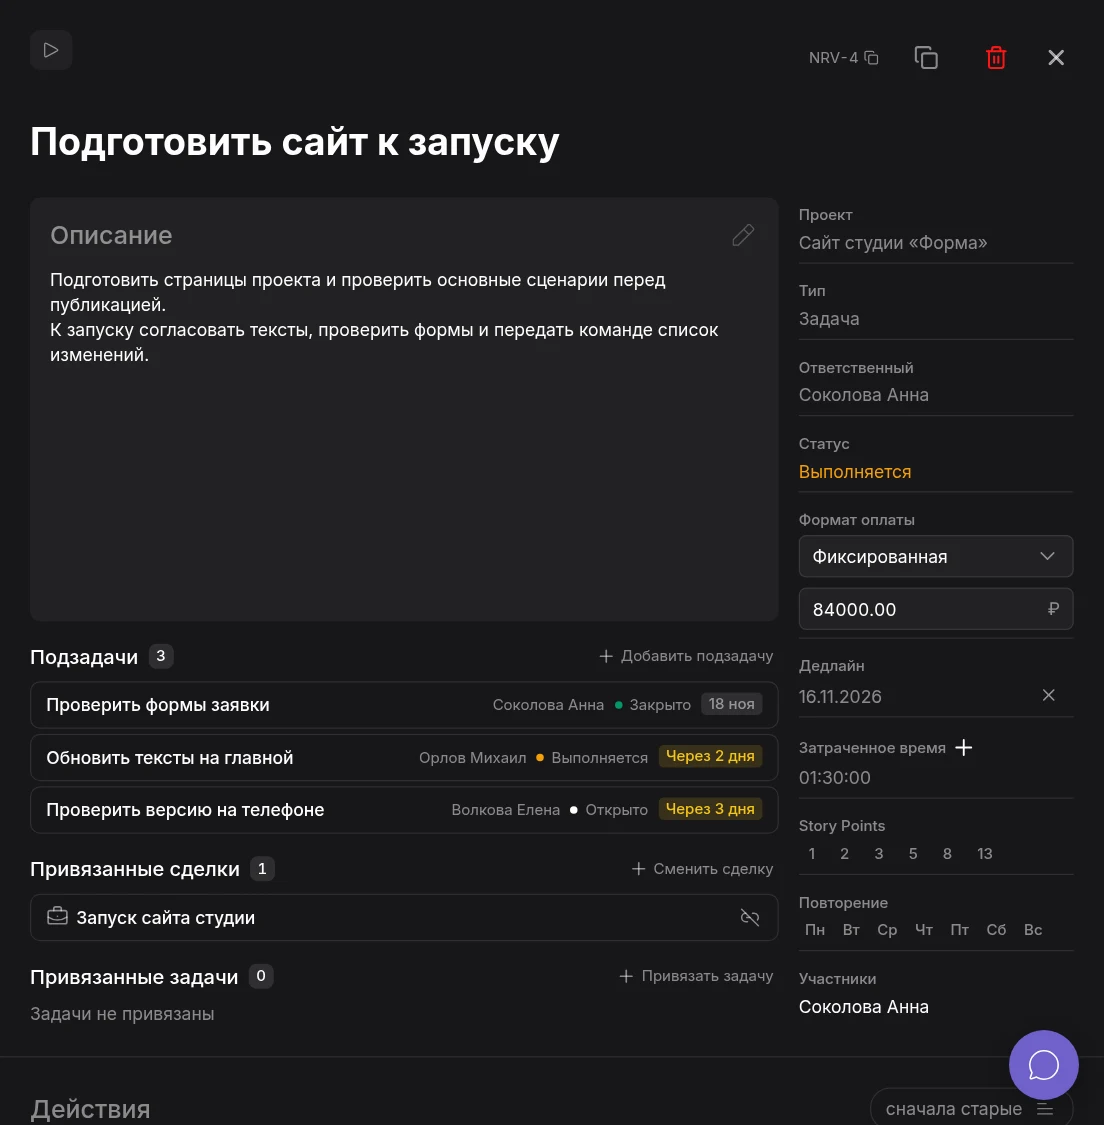 NRV-4
Подготовить сайт к запуску
Описание
Подготовить страницы проекта и проверить основные сценарии перед
публикацией.
К запуску согласовать тексты, проверить формы и передать команде список
изменений.
Подзадачи 3 + Добавить подзадачу
Проверить формы заявки Соколова Анна Закрыто 18 ноя
Обновить тексты на главной Орлов Михаил Выполняется Через 2 дня
Проверить версию на телефоне Волкова Елена Открыто Через 3 дня
Привязанные сделки 1 + Сменить сделку
Запуск сайта студии
Привязанные задачи 0 + Привязать задачу
Задачи не привязаны
Проект
Сайт студии «Форма»
Тип
Задача
Ответственный
Соколова Анна
Статус
Выполняется
Формат оплаты
Фиксированная
84000.00 ₽
Дедлайн
16.11.2026
Затраченное время +
01:30:00
Story Points
1 2 3 5 8 13
Повторение
Пн Вт Ср Чт Пт Сб Вс
Участники
Соколова Анна
Действия
сначала старые